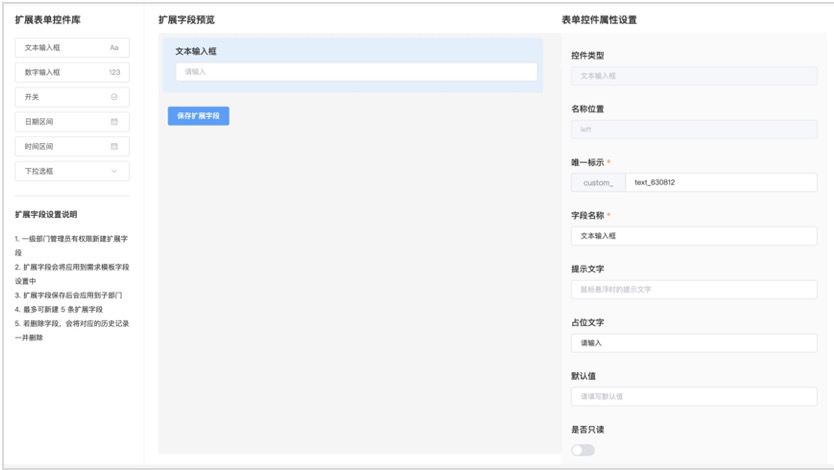 扩展表单控件库
文本输入框 Aa
数字输入框 123
开关
日期区间
时间区间
下拉选框
扩展字段设置说明
1. 一级部门管理员有权限新建扩展字
段
2. 扩展字段会将应用到需求模板字段
设置中
3. 扩展字段保存后会应用到子部门
4. 最多可新建 5 条扩展字段
5. 若删除字段，会将对应的历史记录
一并删除
扩展字段预览
文本输入框
请输入
保存扩展字段
表单控件属性设置
控件类型
文本输入框
名称位置
left
唯一标示 *
custom_ text_630812
字段名称 *
文本输入框
提示文字
鼠标悬浮时的提示文字
占位文字
请输入
默认值
请填写默认值
是否只读